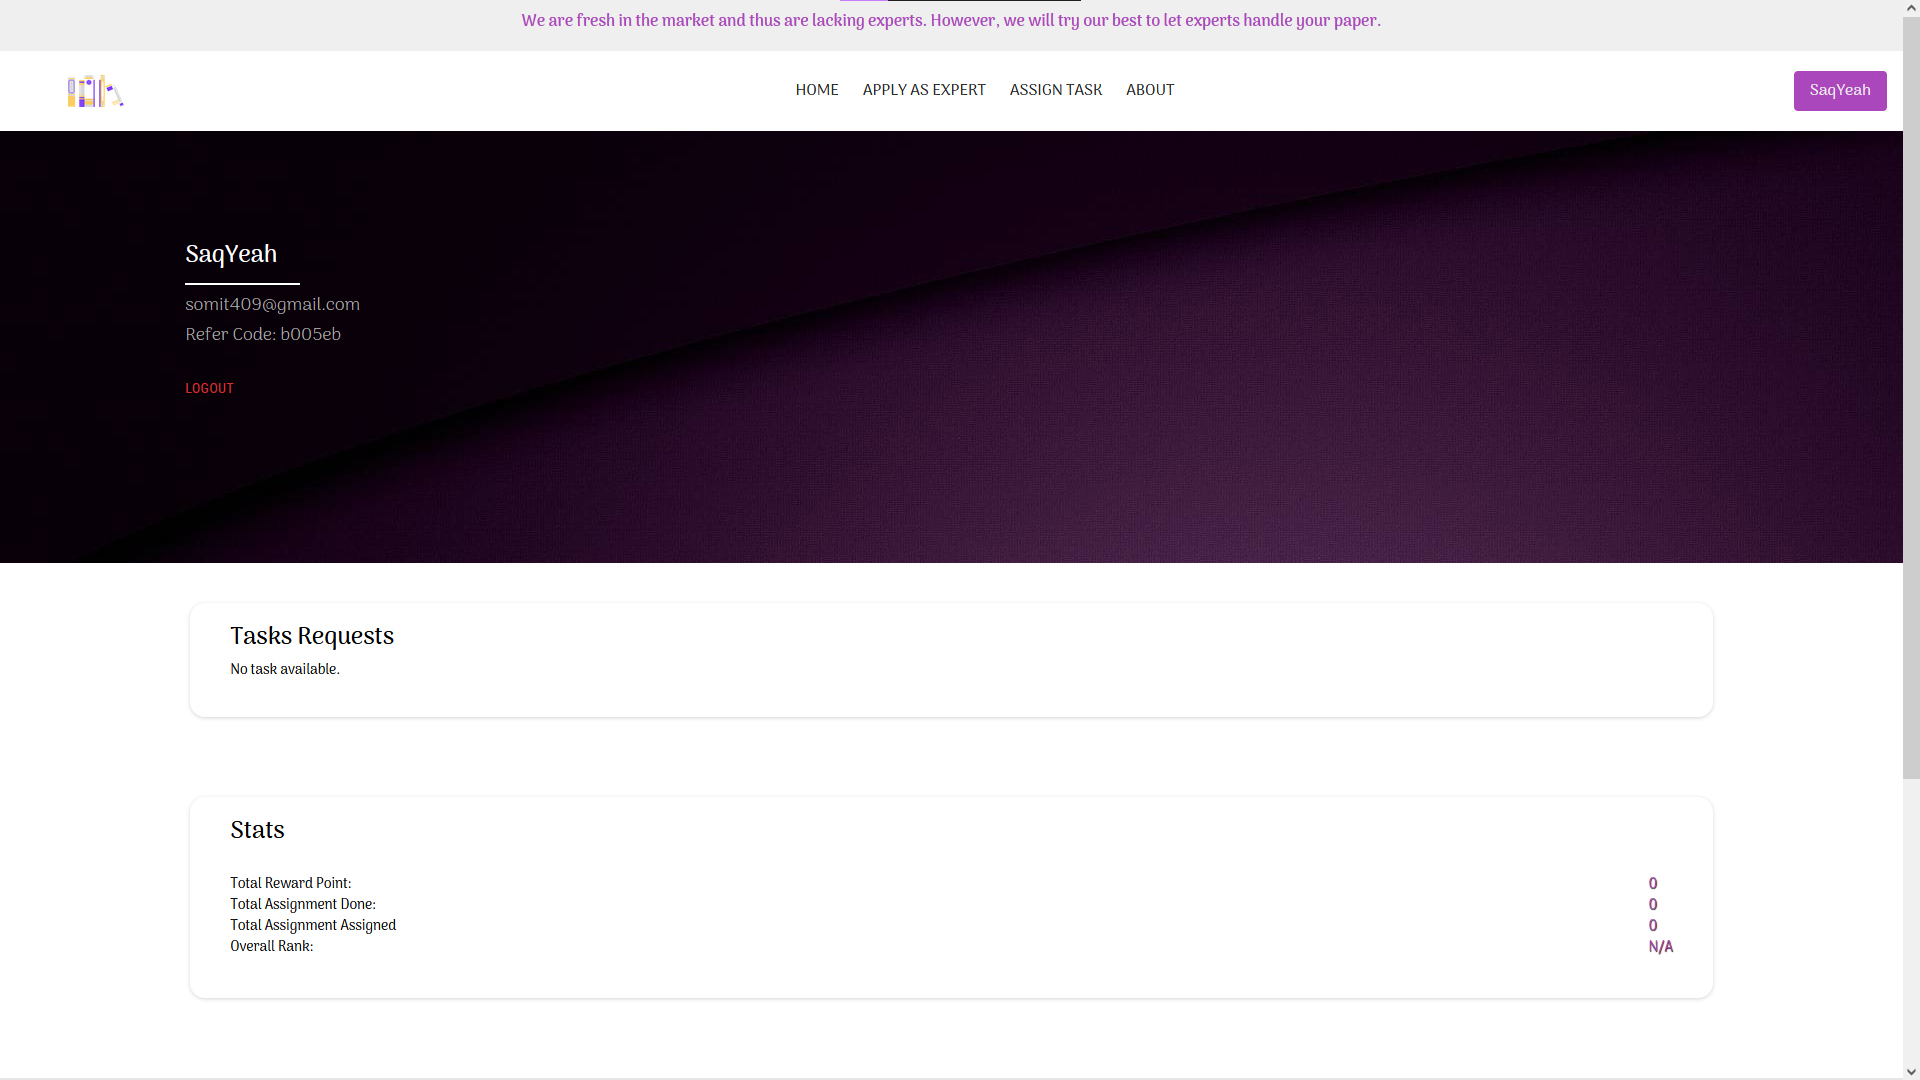 We are fresh in the market and thus are lacking experts. However, we will try our best to let experts handle your paper.
HOME APPLY AS EXPERT ASSIGN TASK ABOUT SaqYeah
SaqYeah
somit409@gmail.com
Refer Code: b005eb
LOGOUT
Tasks Requests
No task available.
Stats
Total Reward Point: 0
Total Assignment Done: 0
Total Assignment Assigned 0
Overall Rank: N/A